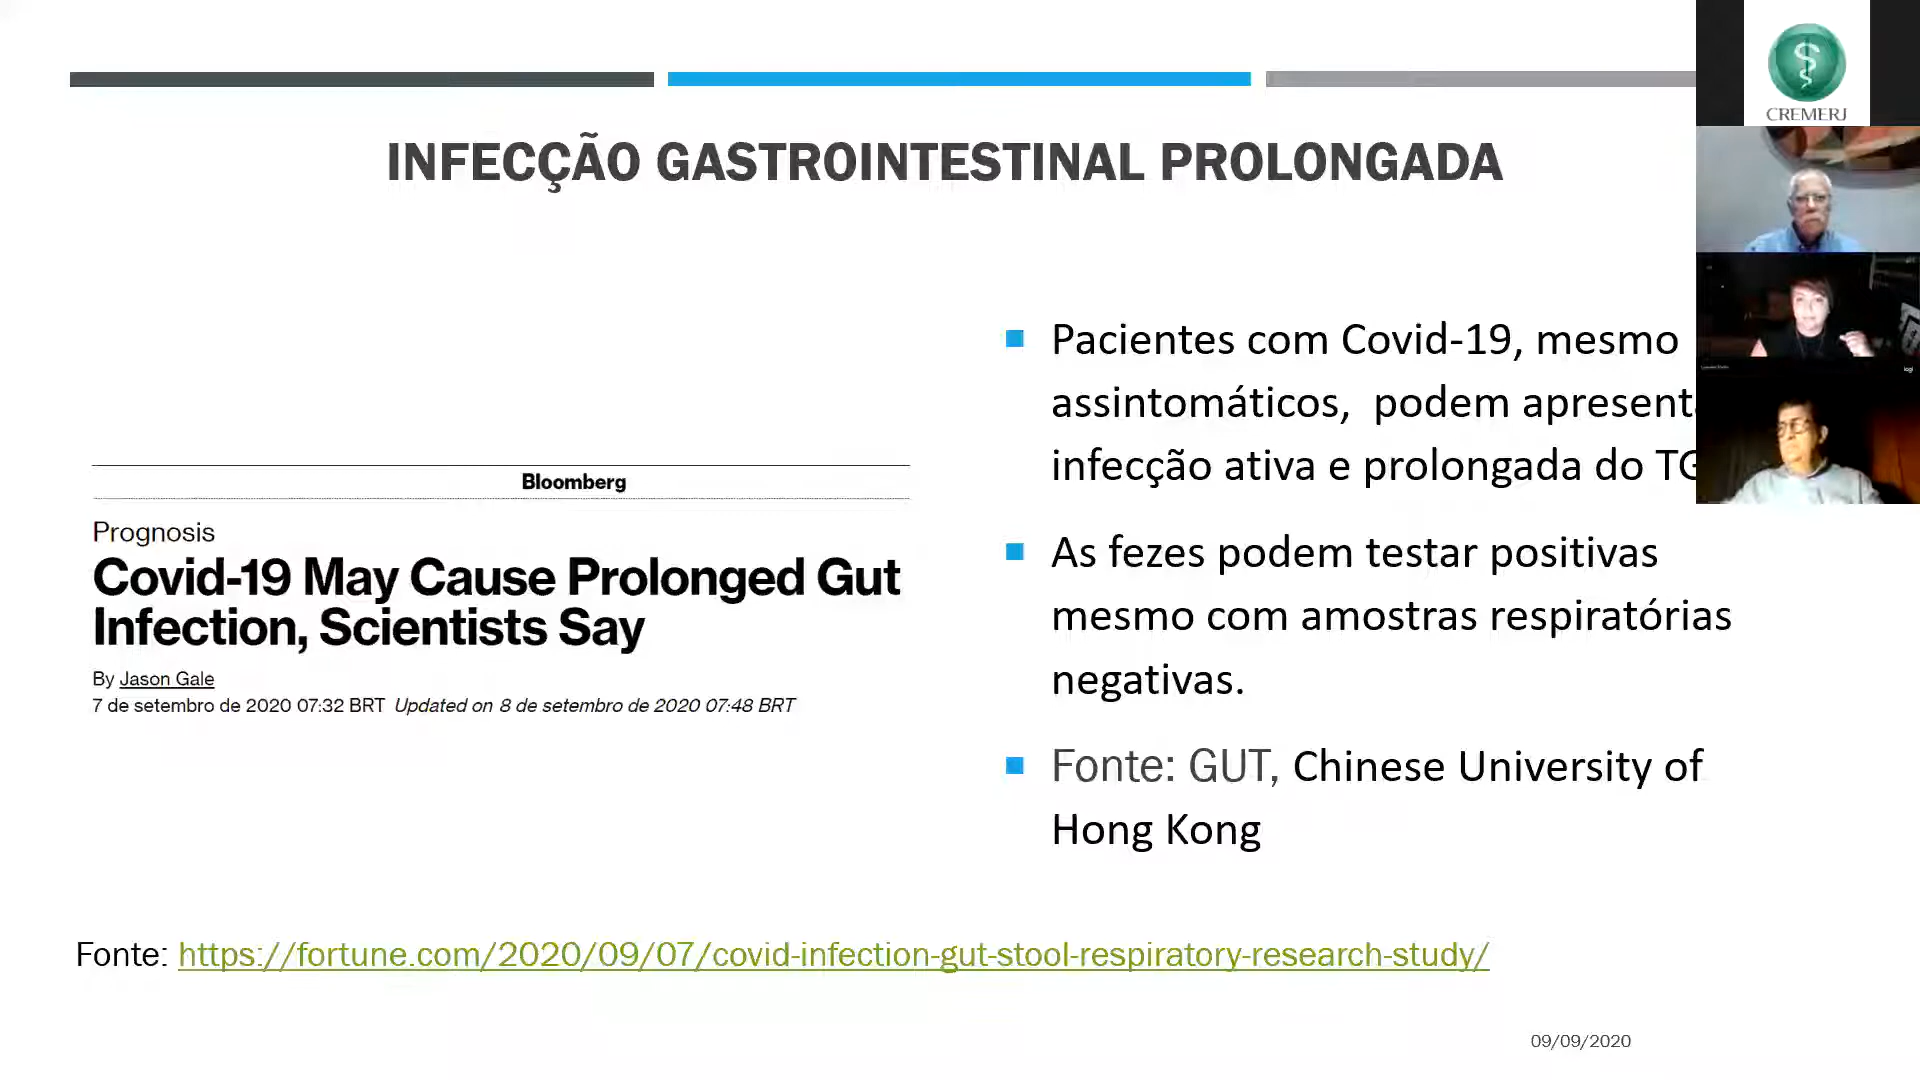 CREMERJ
INFECÇÃO GASTROINTESTINAL PROLONGADA
Bloomberg
Prognosis
Covid-19 May Cause Prolonged Gut
Infection, Scientists Say
By Jason Gale
7 de setembro de 2020 07:32 BRT Updated on 8 de setembro de 2020 07:48 BRT
Pacientes com Covid-19, mesmo
assintomáticos, podem apresent
infecção ativa e prolongada do TG
As fezes podem testar positivas
mesmo com amostras respiratórias
negativas.
Fonte: GUT, Chinese University of
Hong Kong
Fonte: https://fortune.com/2020/09/07/covid-infection-gut-stool-respiratory-research-study/
09/09/2020